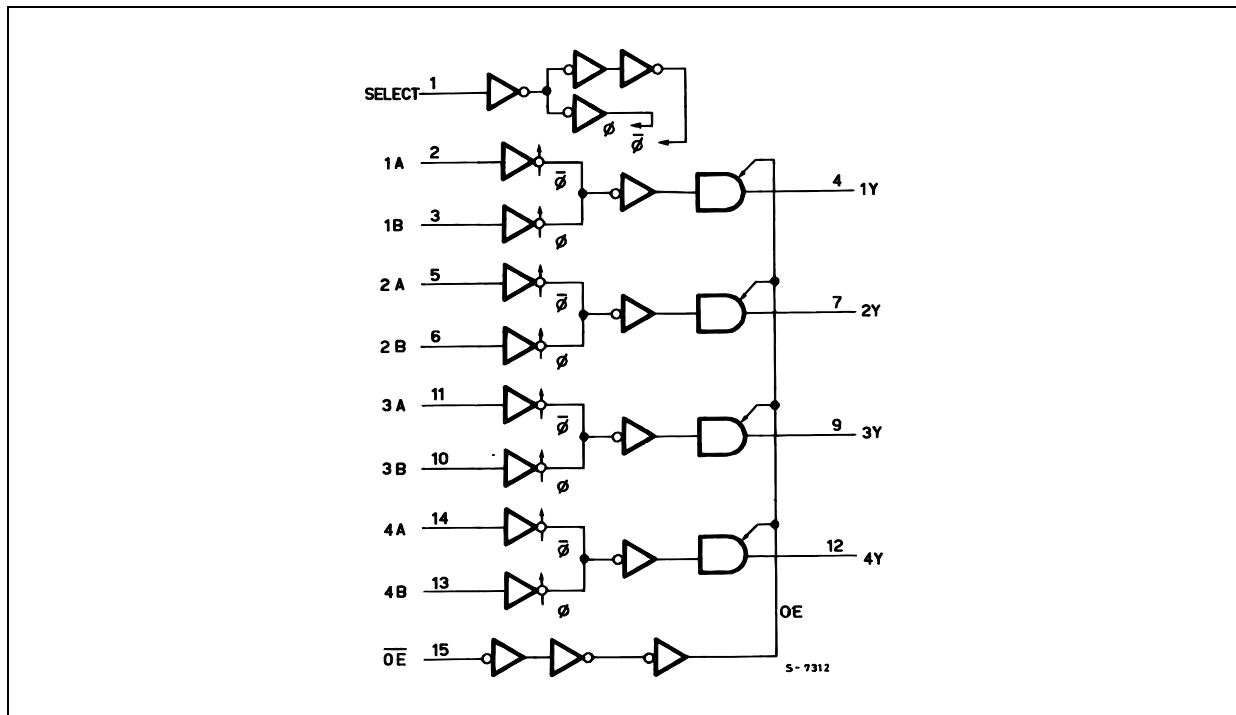 SELECT 1
ø
ø̅
1A 2
ø̅
4 1Y
1B 3
ø
2A 5
ø̅
7 2Y
2B 6
ø
3A 11
ø̅
9 3Y
3B 10
ø
4A 14
ø̅
12 4Y
4B 13
ø
OE
O̅E̅ 15
S-7312